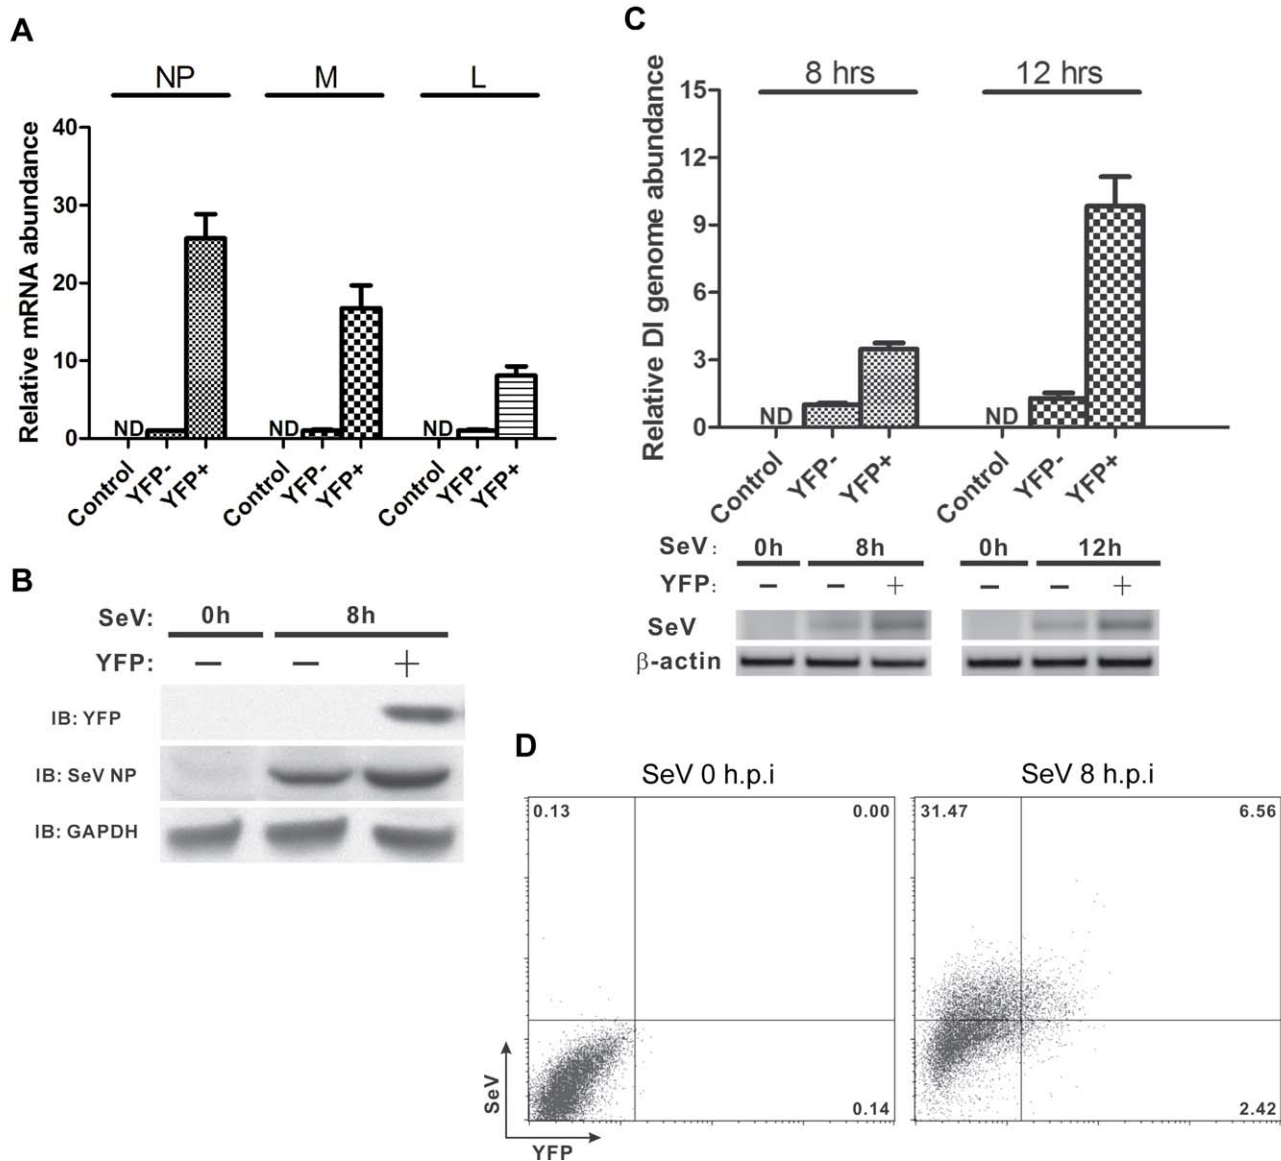 A
NP M L
Relative mRNA abundance
40
30
20
10
0
ND ND ND
Control YFP- YFP+ Control YFP- YFP+ Control YFP- YFP+
B
SeV: 0h 8h
YFP: − − +
IB: YFP
IB: SeV NP
IB: GAPDH
C
8 hrs 12 hrs
Relative DI genome abundance
15
12
9
6
3
0
ND ND
Control YFP- YFP+ Control YFP- YFP+
SeV: 0h 8h 0h 12h
YFP: − − + − − +
SeV
β-actin
D
SeV 0 h.p.i SeV 8 h.p.i
0.13 0.00 31.47 6.56
0.14 2.42
SeV
YFP